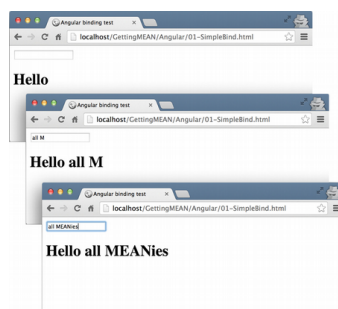 Angular binding test
localhost/GettingMEAN/Angular/01-SimpleBind.html
Hello
Angular binding test
localhost/GettingMEAN/Angular/01-SimpleBind.html
all M
Hello all M
Angular binding test
localhost/GettingMEAN/Angular/01-SimpleBind.html
all MEANies
Hello all MEANies